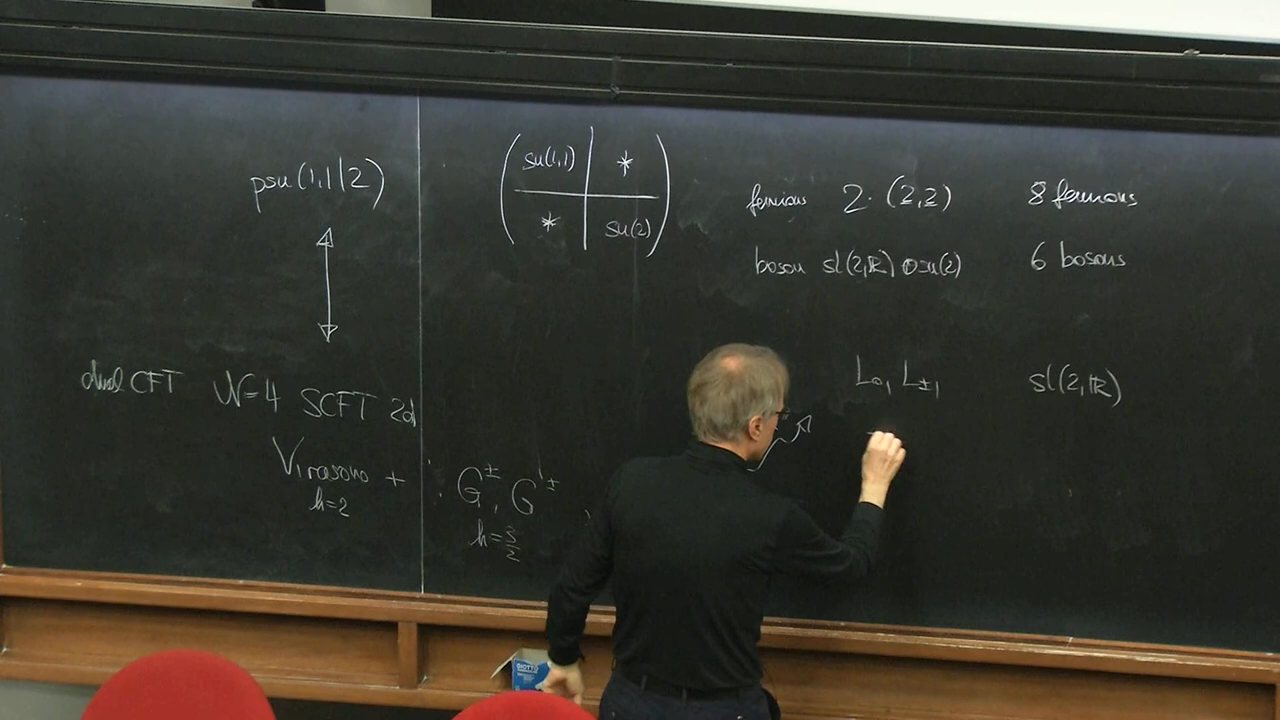 psu(1,1|2)
su(1,1) *
* su(2)
fermions 2·(2,2) 8 fermions
boson sl(2,ℝ) ⊕ su(2) 6 bosons
dual CFT N=4 SCFT 2d
L₀, L±1 sl(2,ℝ)
Virasoro + G±, G'±
h=2 h=3/2
GIOTTO